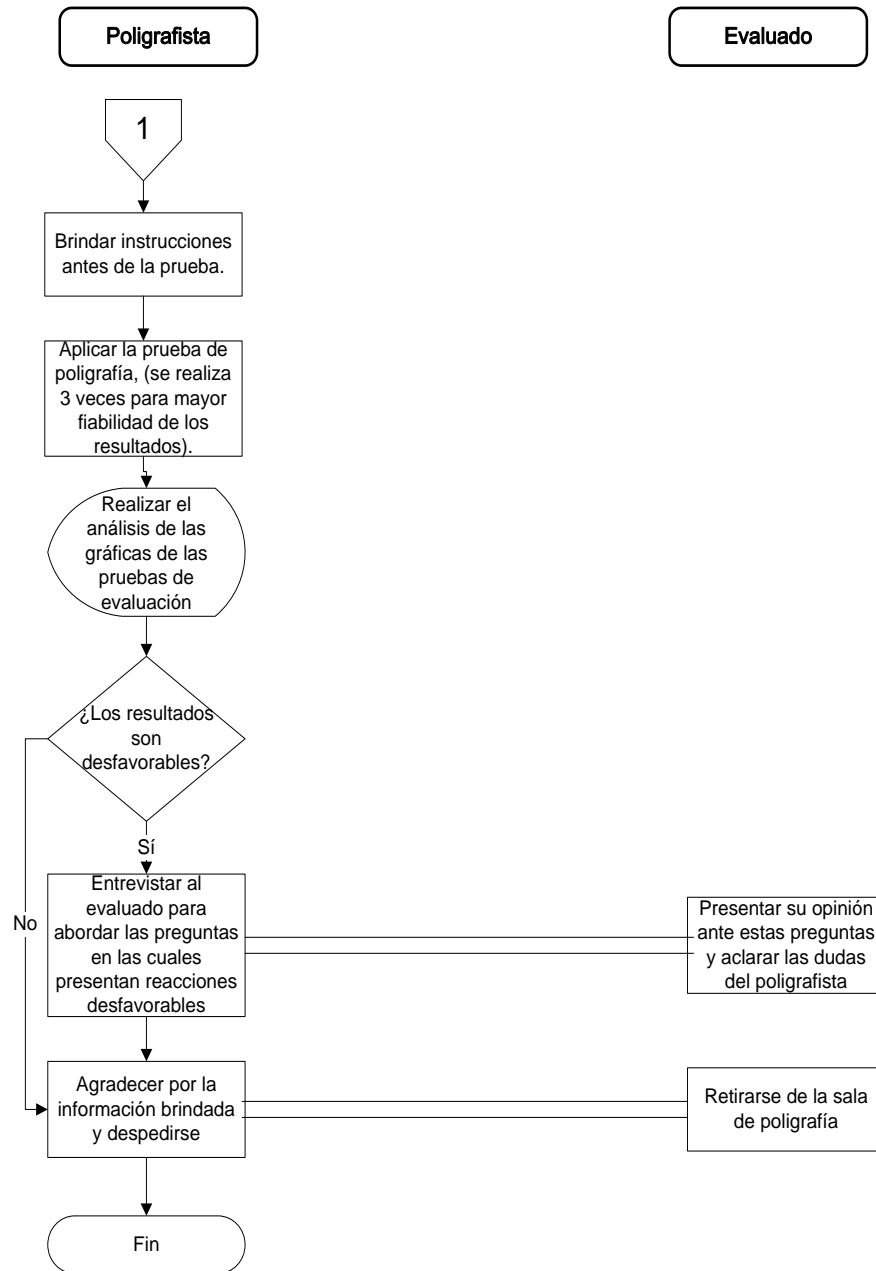 Poligrafista
Evaluado
1
Brindar instrucciones
antes de la prueba.
Aplicar la prueba de
poligrafía, (se realiza
3 veces para mayor
fiabilidad de los
resultados).
Realizar el
análisis de las
gráficas de las
pruebas de
evaluación
¿Los resultados
son
desfavorables?
Sí
No
Entrevistar al
evaluado para
abordar las preguntas
en las cuales
presentan reacciones
desfavorables
Presentar su opinión
ante estas preguntas
y aclarar las dudas
del poligrafista
Agradecer por la
información brindada
y despedirse
Retirarse de la sala
de poligrafía
Fin